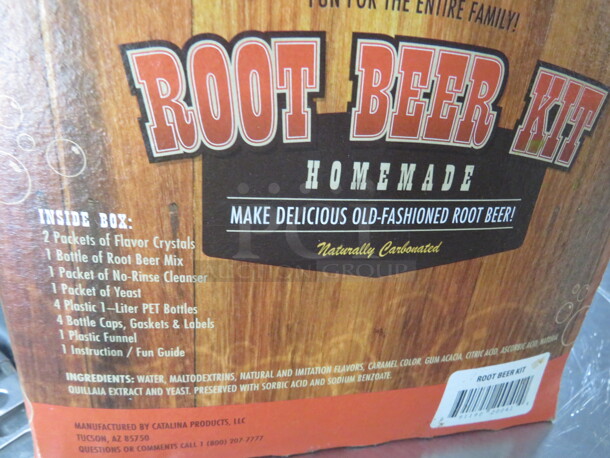 FUN FOR THE ENTIRE FAMILY!
ROOT BEER KIT
HOMEMADE
MAKE DELICIOUS OLD-FASHIONED ROOT BEER!
Naturally Carbonated
INSIDE BOX:
2 Packets of Flavor Crystals
1 Bottle of Root Beer Mix
1 Packet of No-Rinse Cleanser
1 Packet of Yeast
4 Plastic 1-Liter PET Bottles
4 Bottle Caps, Gaskets & Labels
1 Plastic Funnel
1 Instruction / Fun Guide
INGREDIENTS: WATER, MALTODEXTRINS, NATURAL AND IMITATION FLAVORS, CARAMEL COLOR, GUM ACACIA, CITRIC ACID, ASCORBIC ACID, NATURAL
QUILLAIA EXTRACT AND YEAST. PRESERVED WITH SORBIC ACID AND SODIUM BENZOATE.
ROOT BEER KIT
MANUFACTURED BY CATALINA PRODUCTS, LLC
TUCSON, AZ 85750
QUESTIONS OR COMMENTS CALL 1 (800) 207-7777